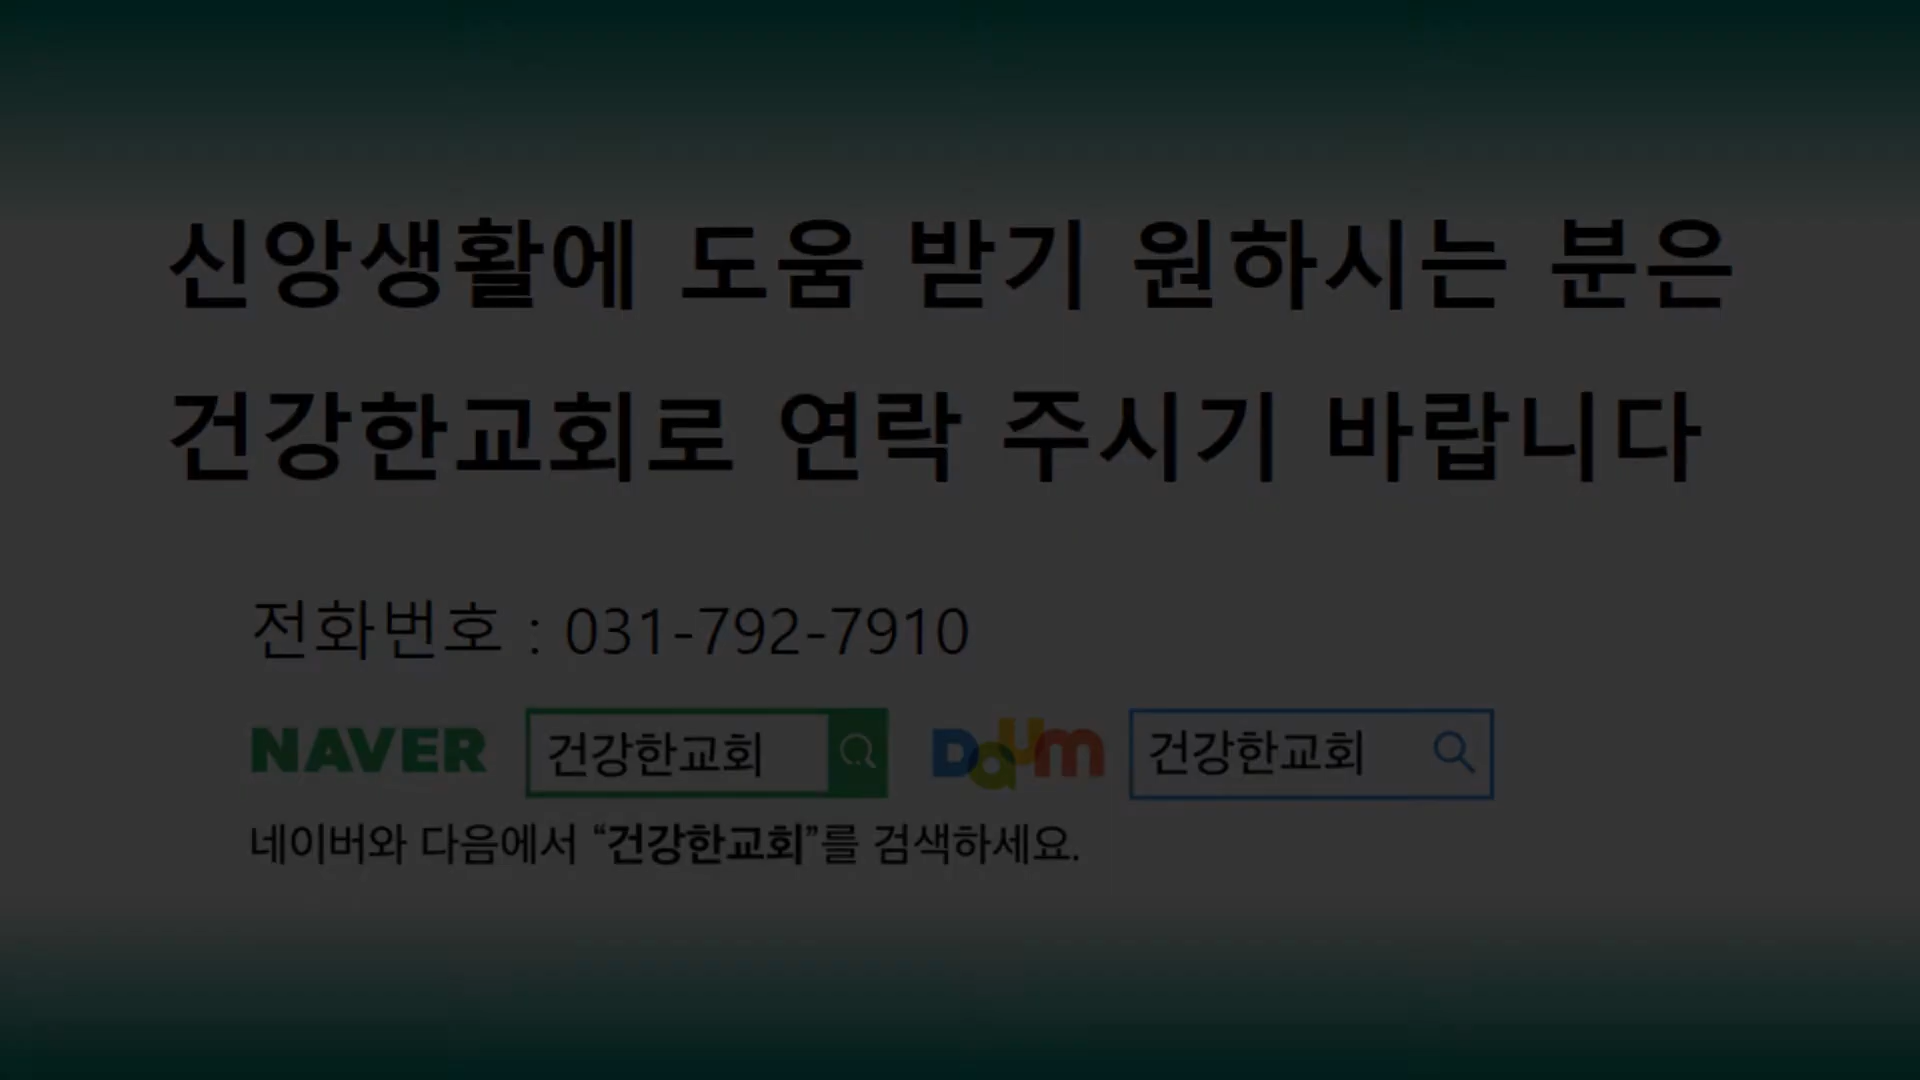 신앙생활에 도움 받기 원하시는 분은
건강한교회로 연락 주시기 바랍니다
전화번호 : 031-792-7910
NAVER 건강한교회 Daum 건강한교회
네이버와 다음에서 “건강한교회”를 검색하세요.